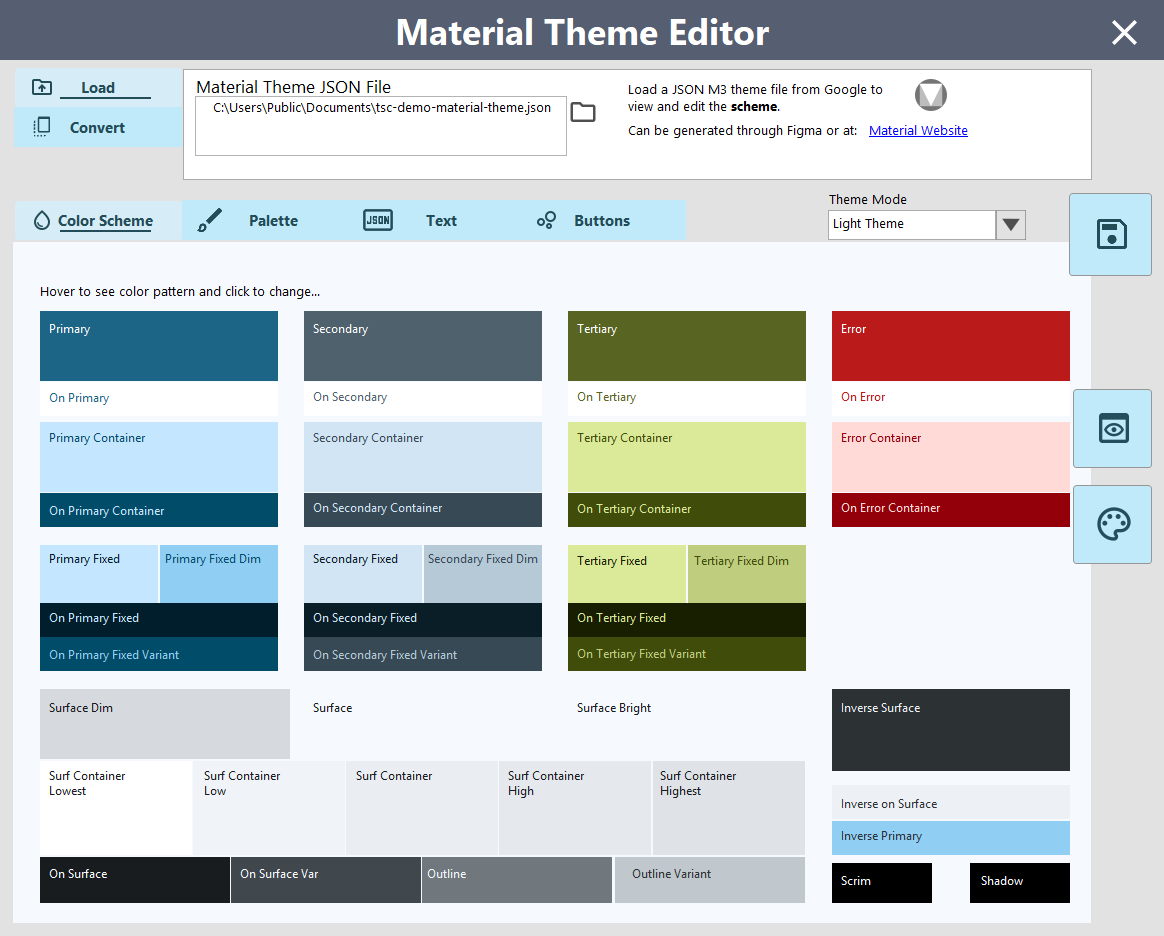 Material Theme Editor
Load
Convert
Material Theme JSON File
C:\Users\Public\Documents\tsc-demo-material-theme.json
Load a JSON M3 theme file from Google to
view and edit the scheme.
Can be generated through Figma or at: Material Website
Color Scheme
Palette
JSON
Text
Buttons
Theme Mode
Light Theme
Hover to see color pattern and click to change...
Primary
Secondary
Tertiary
Error
On Primary
On Secondary
On Tertiary
On Error
Primary Container
Secondary Container
Tertiary Container
Error Container
On Primary Container
On Secondary Container
On Tertiary Container
On Error Container
Primary Fixed
Primary Fixed Dim
Secondary Fixed
Secondary Fixed Dim
Tertiary Fixed
Tertiary Fixed Dim
On Primary Fixed
On Secondary Fixed
On Tertiary Fixed
On Primary Fixed Variant
On Secondary Fixed Variant
On Tertiary Fixed Variant
Surface Dim
Surface
Surface Bright
Inverse Surface
Surf Container
Lowest
Surf Container
Low
Surf Container
Surf Container
High
Surf Container
Highest
Inverse on Surface
Inverse Primary
On Surface
On Surface Var
Outline
Outline Variant
Scrim
Shadow